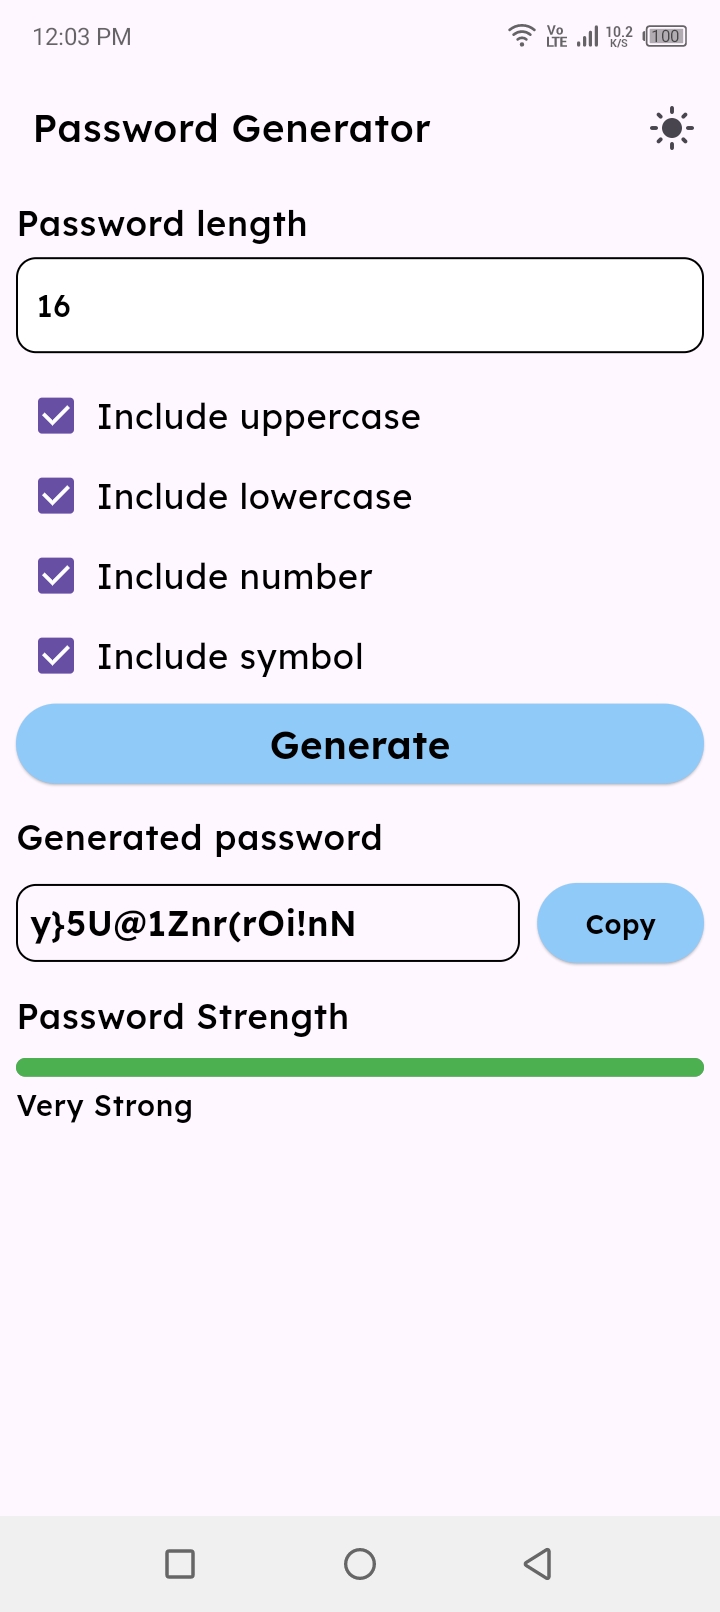 12:03 PM
Vo LTE
10.2 K/S
100
Password Generator
Password length
16
Include uppercase
Include lowercase
Include number
Include symbol
Generate
Generated password
y}5U@1Znr(rOi!nN
Copy
Password Strength
Very Strong